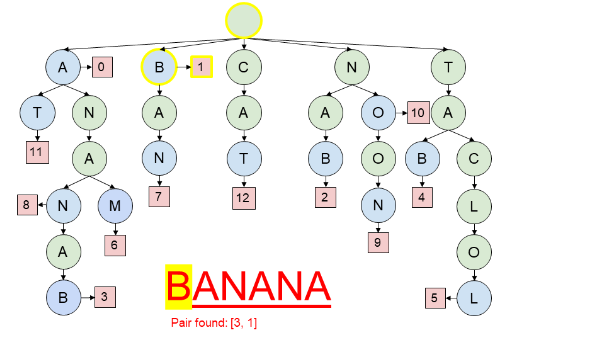 A 0 B 1 C N T
T N A A A O 10 A
11 A N T B O B C
8 N M 7 12 2 N 4 L
A 6 9 O
B 3 5 L
BANANA
Pair found: [3, 1]